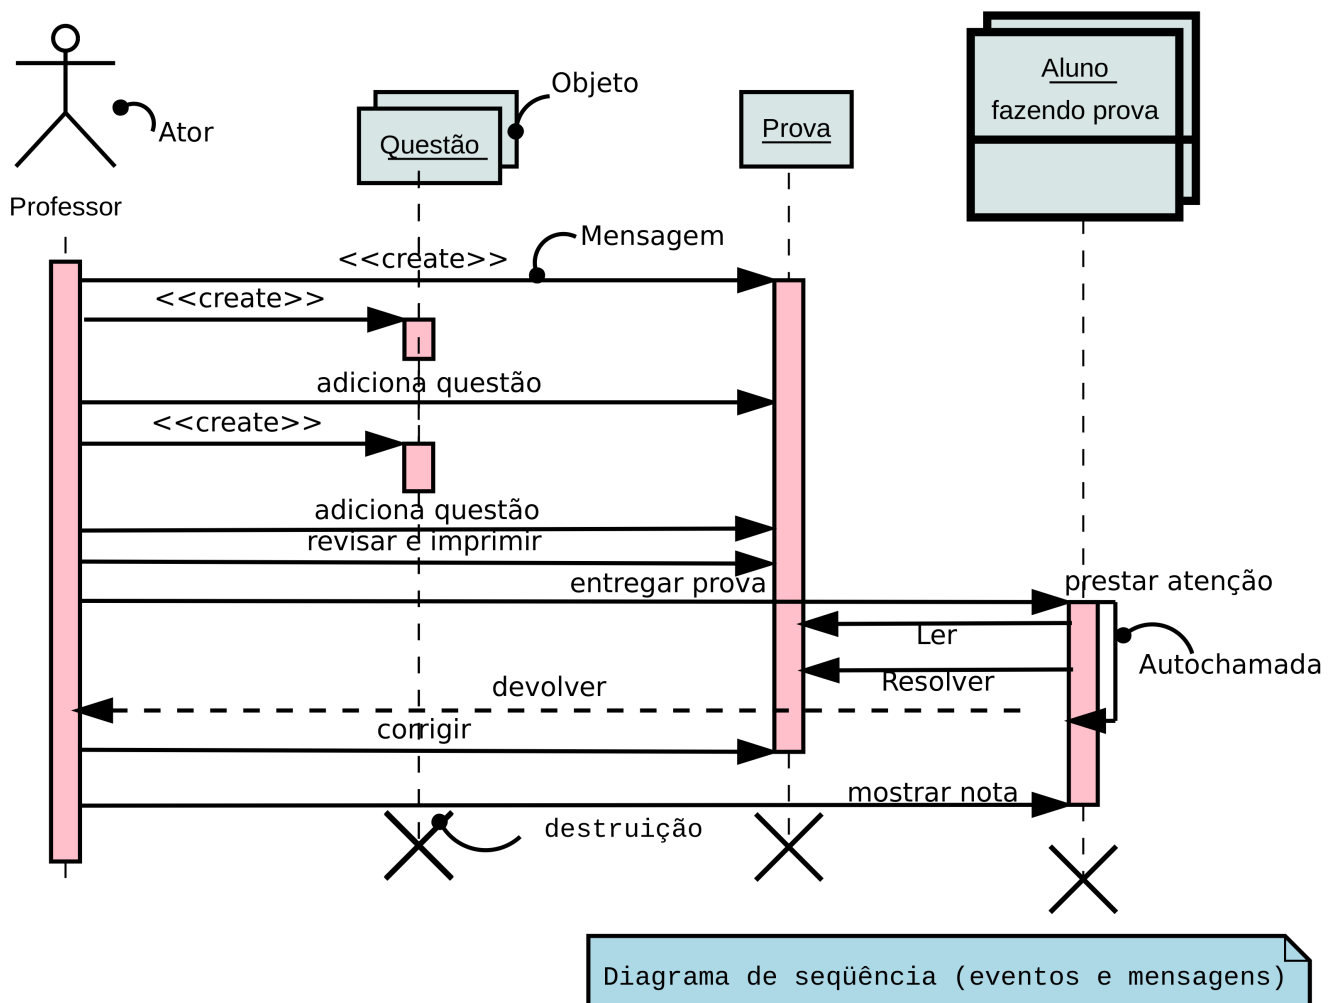 Aluno
fazendo prova
Objeto
Questão
Prova
Ator
Professor
Mensagem
<<create>>
<<create>>
adiciona questão
<<create>>
adiciona questão
revisar e imprimir
entregar prova
prestar atenção
Ler
Autochamada
Resolver
devolver
corrigir
mostrar nota
destruição
Diagrama de seqüência (eventos e mensagens)